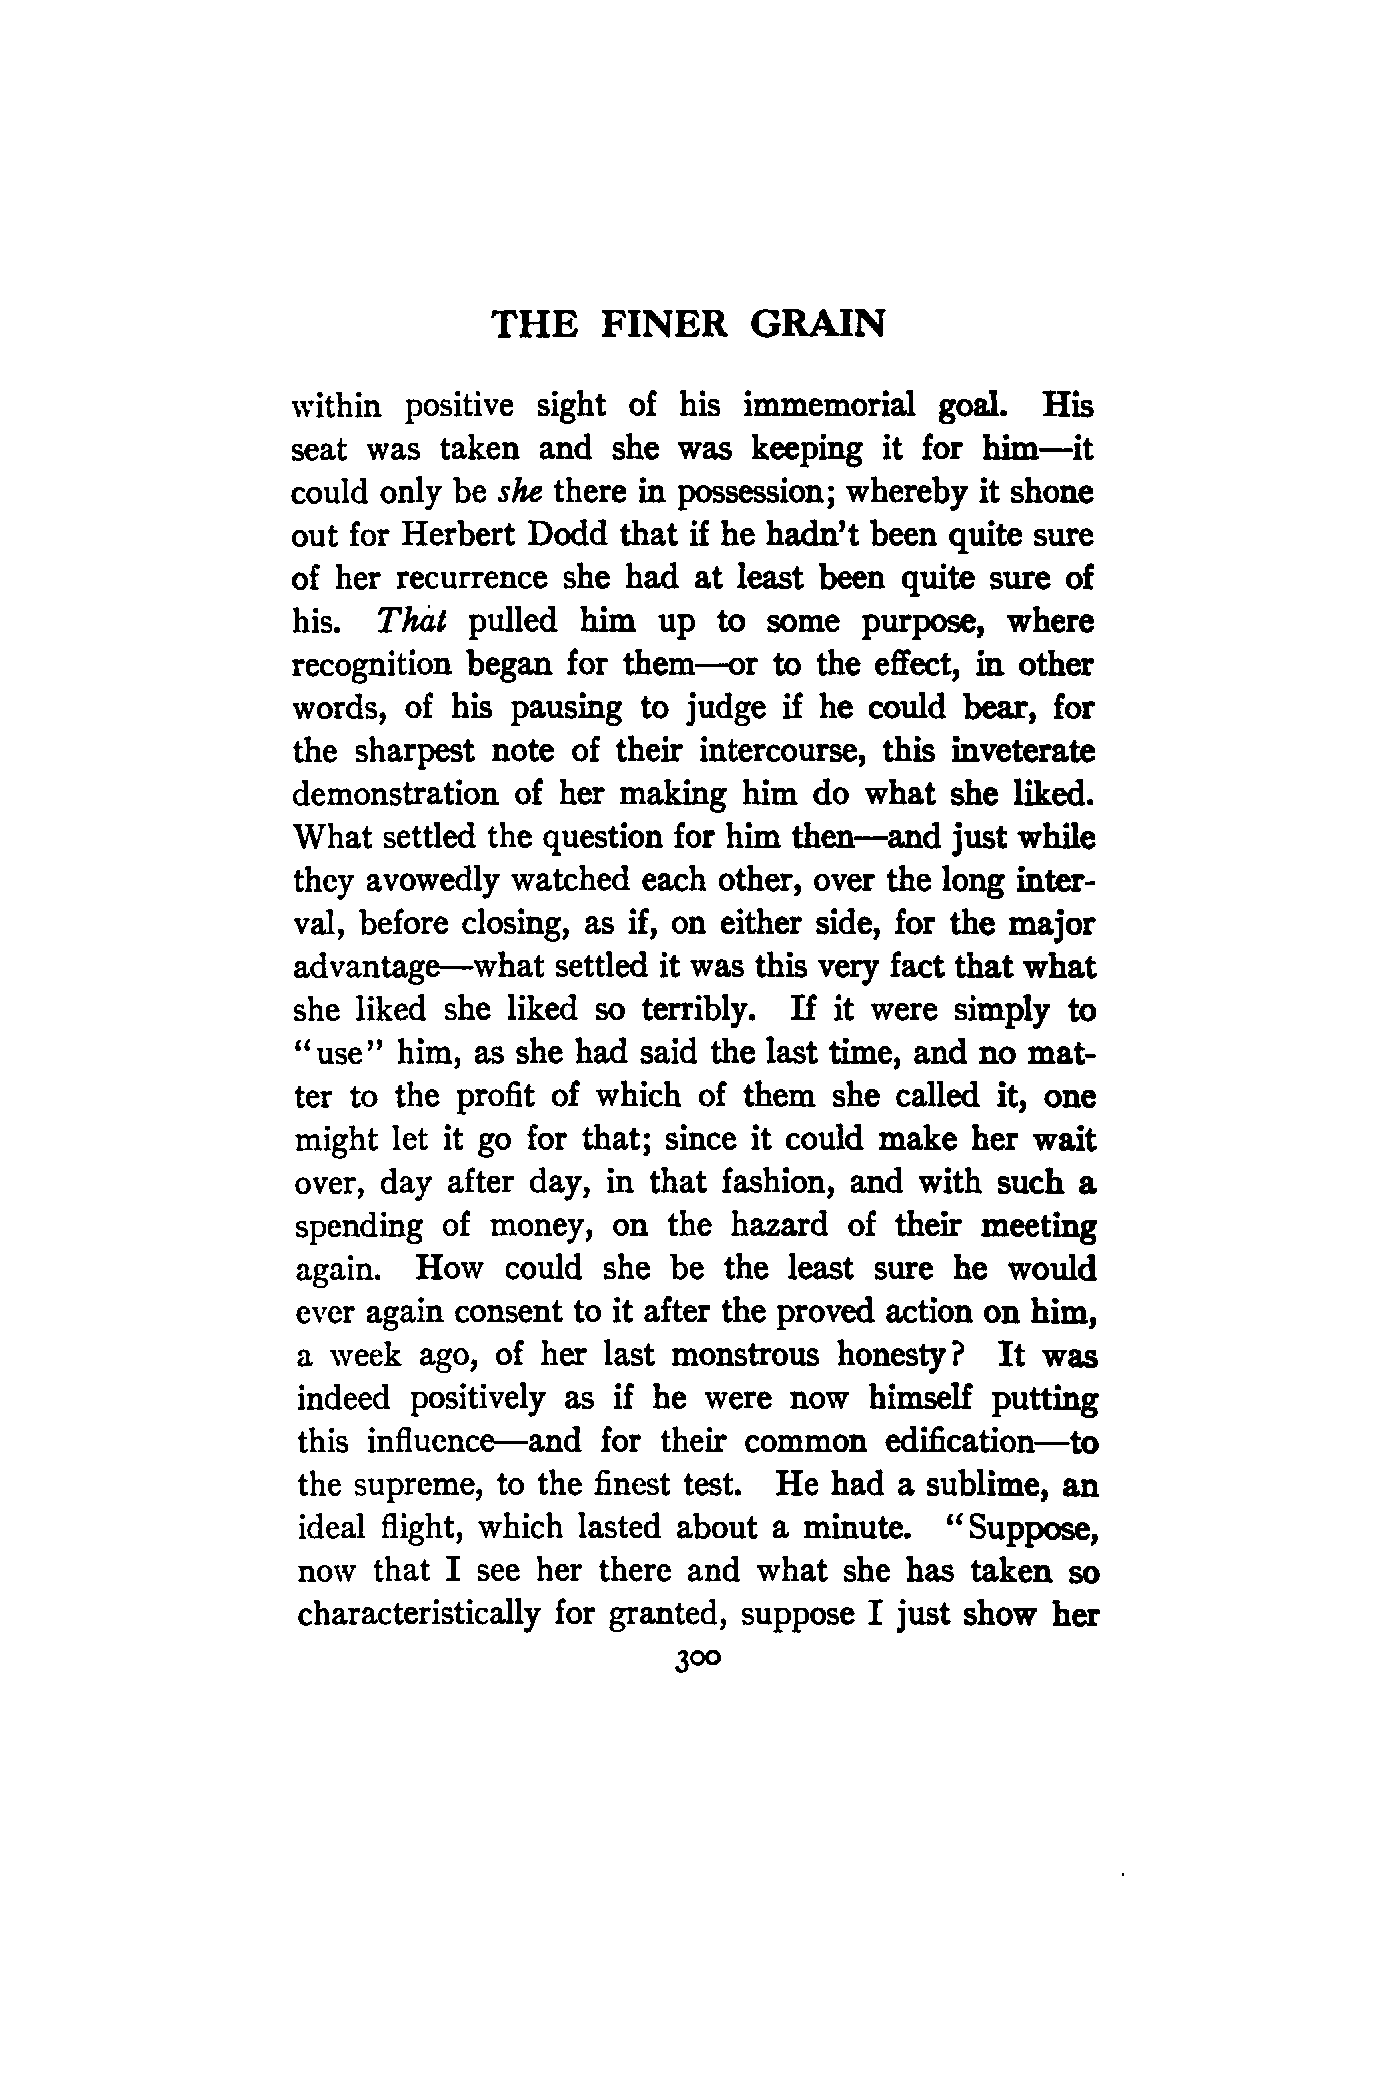 THE FINER GRAIN
within positive sight of his immemorial goal. His
seat was taken and she was keeping it for him—it
could only be she there in possession; whereby it shone
out for Herbert Dodd that if he hadn't been quite sure
of her recurrence she had at least been quite sure of
his. That pulled him up to some purpose, where
recognition began for them—or to the effect, in other
words, of his pausing to judge if he could bear, for
the sharpest note of their intercourse, this inveterate
demonstration of her making him do what she liked.
What settled the question for him then—and just while
they avowedly watched each other, over the long inter-
val, before closing, as if, on either side, for the major
advantage—what settled it was this very fact that what
she liked she liked so terribly. If it were simply to
"use" him, as she had said the last time, and no mat-
ter to the profit of which of them she called it, one
might let it go for that; since it could make her wait
over, day after day, in that fashion, and with such a
spending of money, on the hazard of their meeting
again. How could she be the least sure he would
ever again consent to it after the proved action on him,
a week ago, of her last monstrous honesty? It was
indeed positively as if he were now himself putting
this influence—and for their common edification—to
the supreme, to the finest test. He had a sublime, an
ideal flight, which lasted about a minute. "Suppose,
now that I see her there and what she has taken so
characteristically for granted, suppose I just show her
300